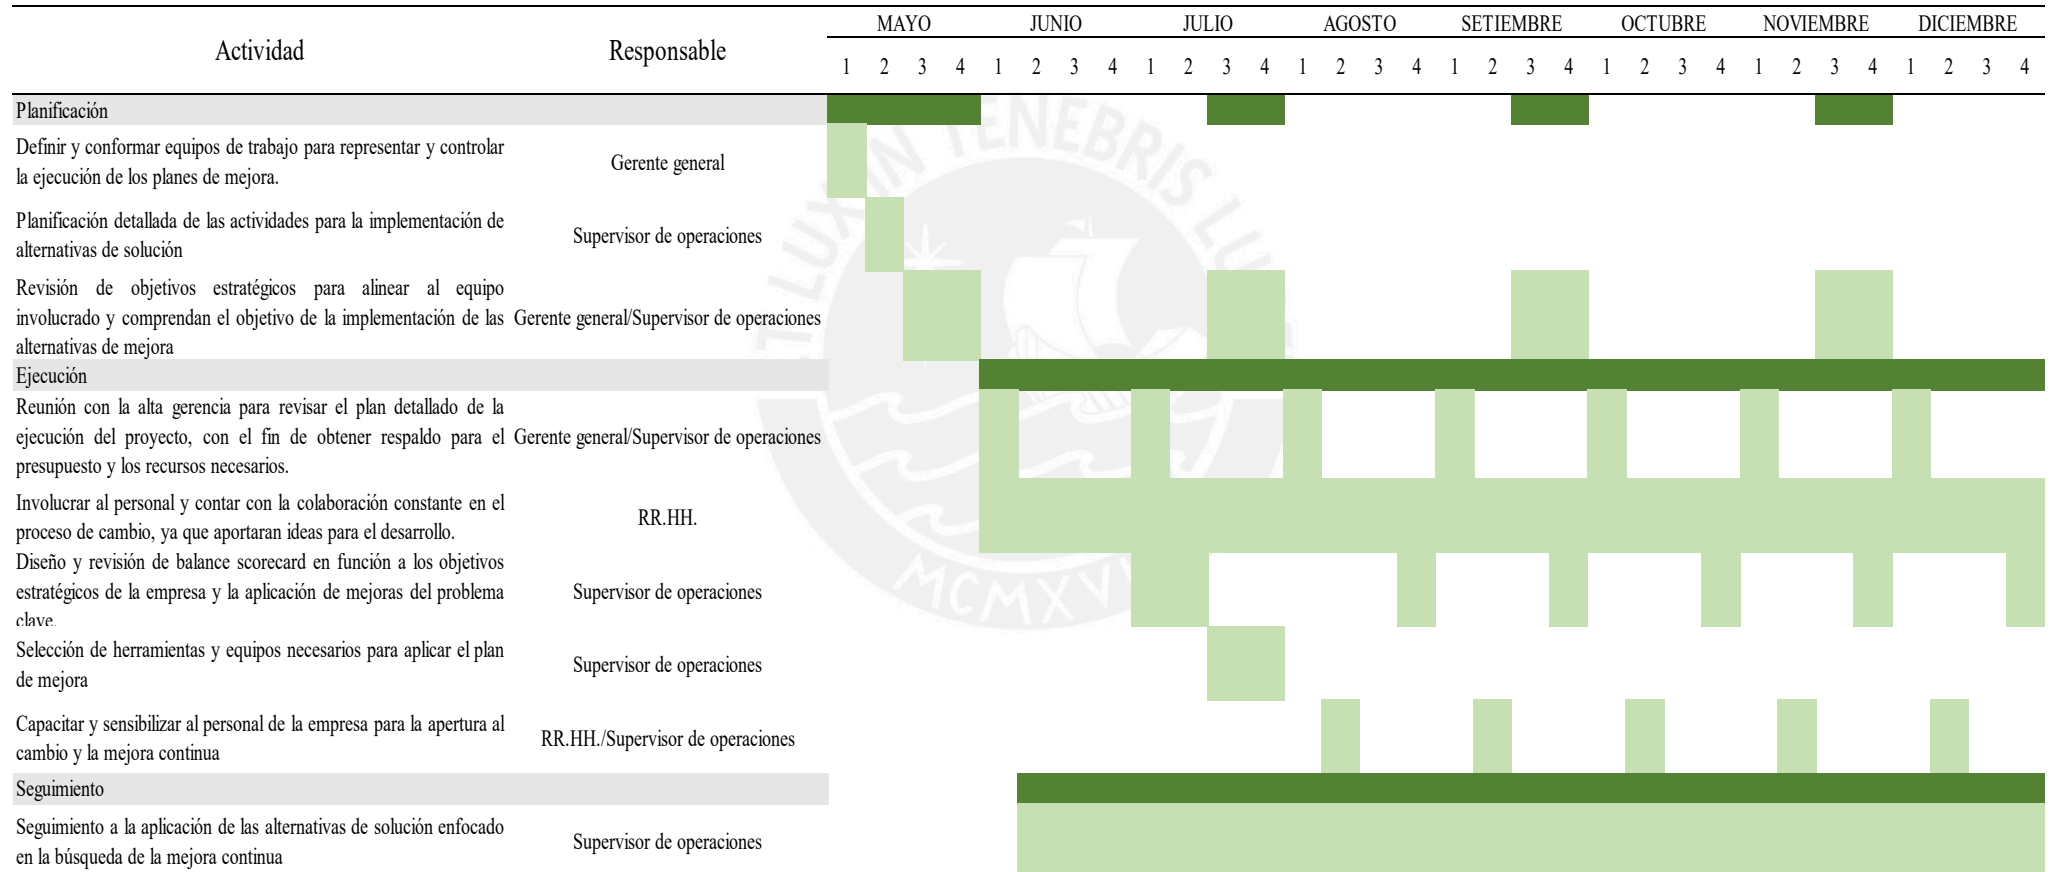 MAYO JUNIO JULIO AGOSTO SETIEMBRE OCTUBRE NOVIEMBRE DICIEMBRE
Actividad Responsable
1 2 3 4 1 2 3 4 1 2 3 4 1 2 3 4 1 2 3 4 1 2 3 4 1 2 3 4 1 2 3 4
Planificación
Definir y conformar equipos de trabajo para representar y controlar
la ejecución de los planes de mejora.
Gerente general
Planificación detallada de las actividades para la implementación de
alternativas de solución
Supervisor de operaciones
Revisión de objetivos estratégicos para alinear al equipo
involucrado y comprendan el objetivo de la implementación de las
alternativas de mejora
Gerente general/Supervisor de operaciones
Ejecución
Reunión con la alta gerencia para revisar el plan detallado de la
ejecución del proyecto, con el fin de obtener respaldo para el
presupuesto y los recursos necesarios.
Gerente general/Supervisor de operaciones
Involucrar al personal y contar con la colaboración constante en el
proceso de cambio, ya que aportaran ideas para el desarrollo.
RR.HH.
Diseño y revisión de balance scorecard en función a los objetivos
estratégicos de la empresa y la aplicación de mejoras del problema
clave.
Supervisor de operaciones
Selección de herramientas y equipos necesarios para aplicar el plan
de mejora
Supervisor de operaciones
Capacitar y sensibilizar al personal de la empresa para la apertura al
cambio y la mejora continua
RR.HH./Supervisor de operaciones
Seguimiento
Seguimiento a la aplicación de las alternativas de solución enfocado
en la búsqueda de la mejora continua
Supervisor de operaciones
TENEBRIS
MCMXVI